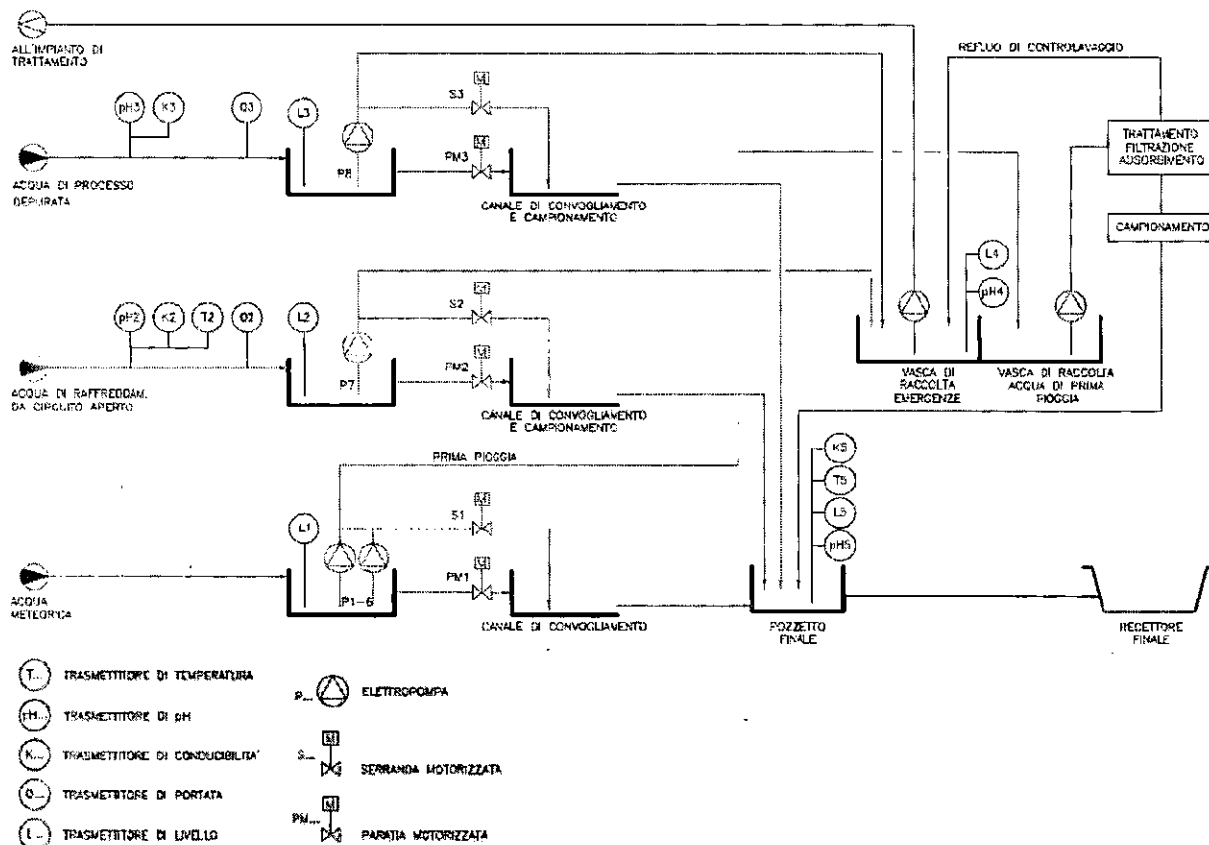 ALL'IMPIANTO DI
TRATTAMENTO
REFLUO DI CONTROLAVAGGIO
pH3
K3
Q3
L3
S3
M
P8
PM3
M
ACQUA DI PROCESSO
DEPURATA
CANALE DI CONVOGLIAMENTO
E CAMPIONAMENTO
TRATTAMENTO
FILTRAZIONE
ADSORBIMENTO
CAMPIONAMENTO
L4
pH4
pH2
K2
T2
Q2
L2
S2
M
P7
PM2
M
ACQUA DI RAFFREDDAM.
DA CIRCUITO APERTO
CANALE DI CONVOGLIAMENTO
E CAMPIONAMENTO
VASCA DI
RACCOLTA
EMERGENZE
VASCA DI RACCOLTA
ACQUA DI PRIMA
PIOGGIA
PRIMA PIOGGIA
K5
T5
L5
pH5
L1
S1
M
P1-6
PM1
M
ACQUA
METEORICA
CANALE DI CONVOGLIAMENTO
POZZETTO
FINALE
RECETTORE
FINALE
T... TRASMETTITORE DI TEMPERATURA
pH... TRASMETTITORE DI pH
K... TRASMETTITORE DI CONDUCIBILITA'
Q... TRASMETTITORE DI PORTATA
L... TRASMETTITORE DI LIVELLO
P... ELETTROPOMPA
M
S... SERRANDA MOTORIZZATA
M
PM... PARATIA MOTORIZZATA